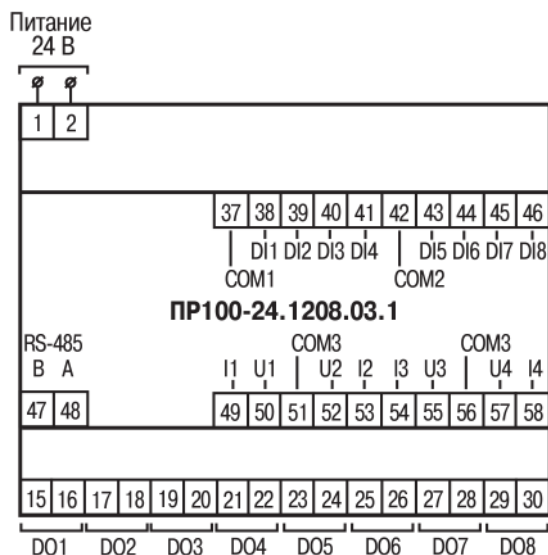 Питание
24 В
1 2
37 38 39 40 41 42 43 44 45 46
DI1 DI2 DI3 DI4 DI5 DI6 DI7 DI8
COM1 COM2
ПР100-24.1208.03.1
RS-485 COM3 COM3
B A I1 U1 U2 I2 I3 U3 U4 I4
47 48 49 50 51 52 53 54 55 56 57 58
15 16 17 18 19 20 21 22 23 24 25 26 27 28 29 30
DO1 DO2 DO3 DO4 DO5 DO6 DO7 DO8